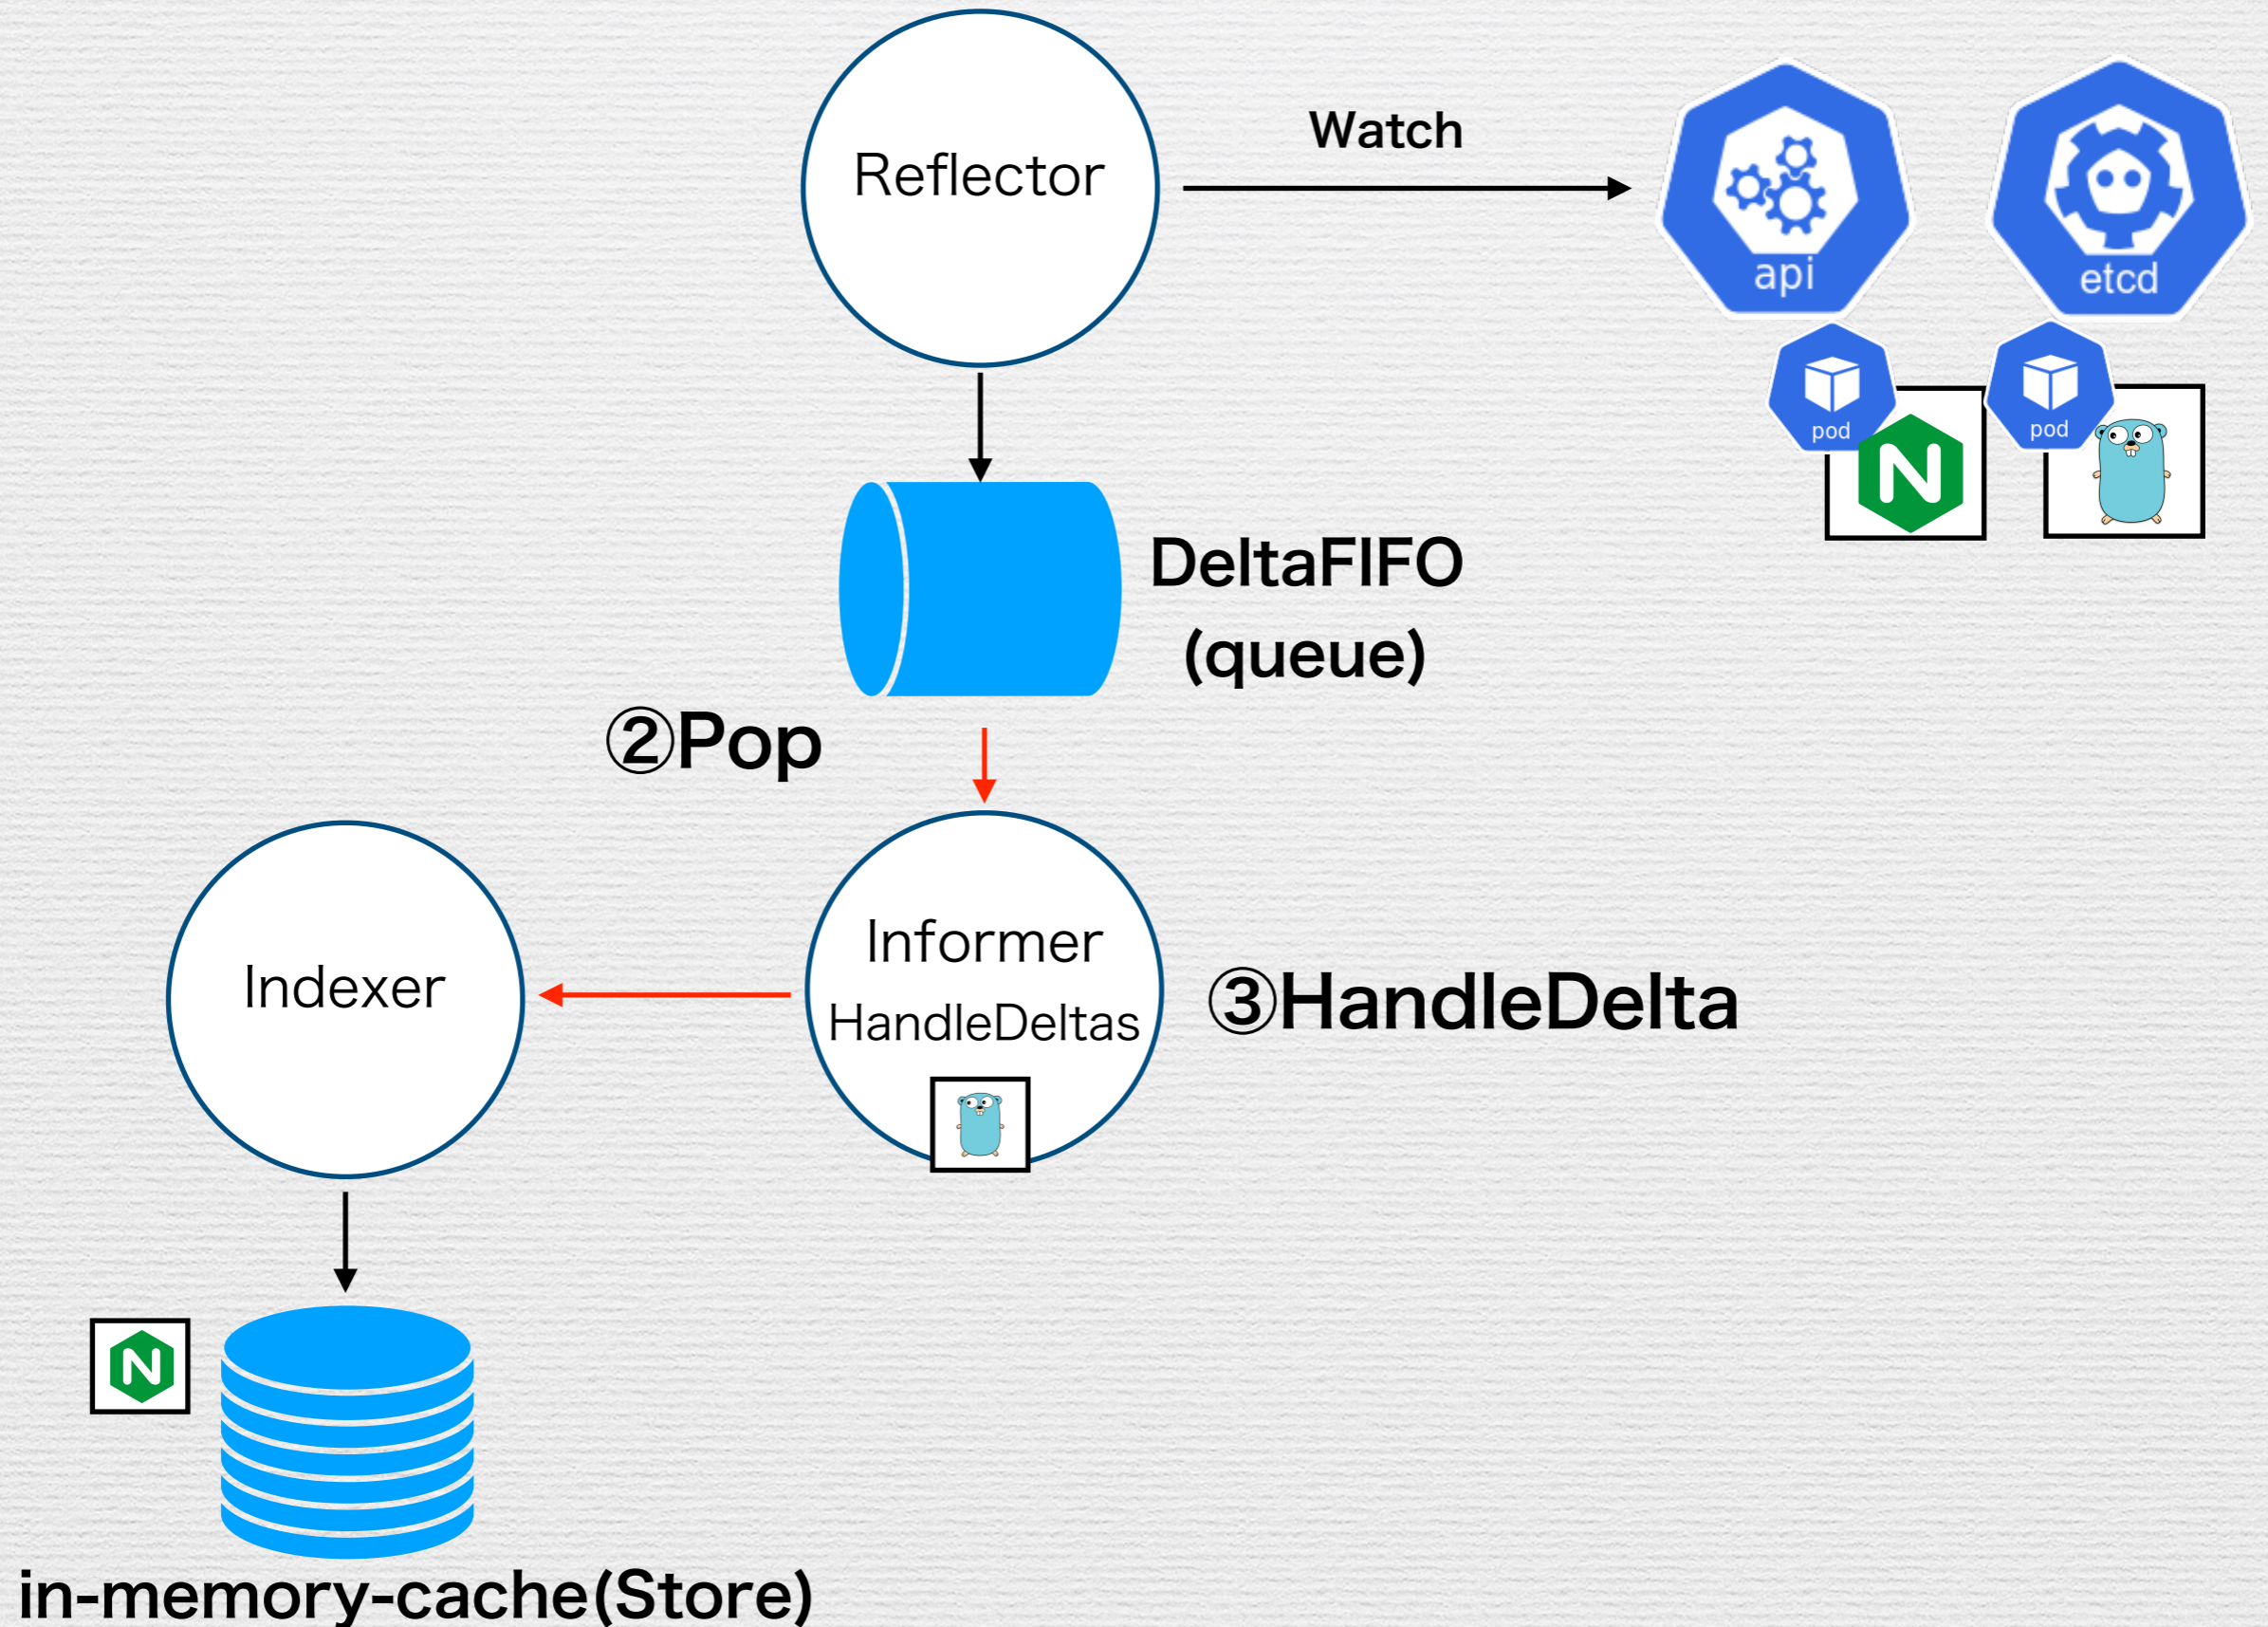 Reflector
Watch
api
etcd
pod
pod
N
DeltaFIFO
(queue)
②Pop
Informer
HandleDeltas
③HandleDelta
Indexer
N
in-memory-cache(Store)